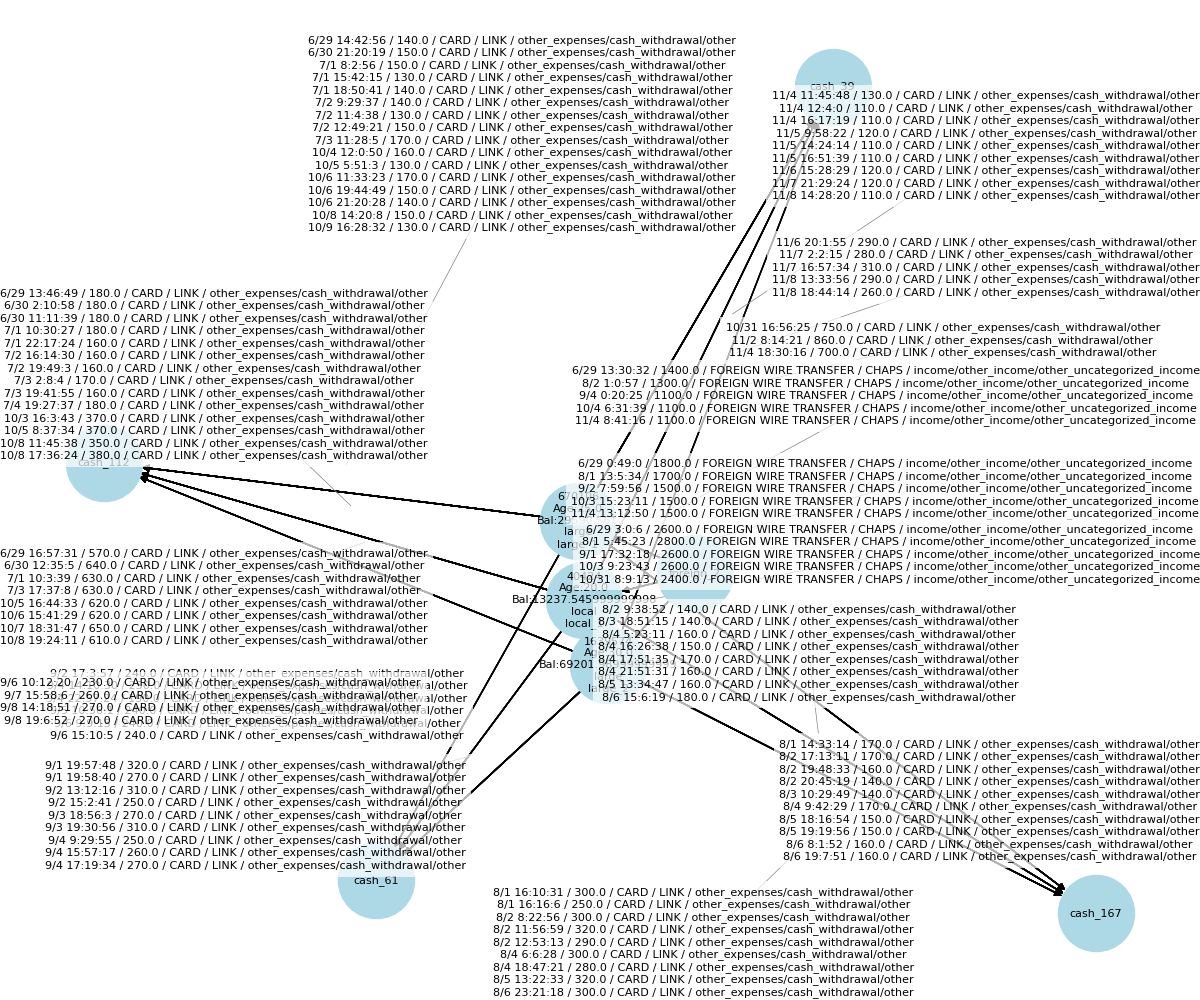 6/29 14:42:56 / 140.0 / CARD / LINK / other_expenses/cash_withdrawal/other
6/30 21:20:19 / 150.0 / CARD / LINK / other_expenses/cash_withdrawal/other
7/1 8:2:56 / 150.0 / CARD / LINK / other_expenses/cash_withdrawal/other
7/1 15:42:15 / 130.0 / CARD / LINK / other_expenses/cash_withdrawal/other
7/1 18:50:41 / 140.0 / CARD / LINK / other_expenses/cash_withdrawal/other
7/2 9:29:37 / 140.0 / CARD / LINK / other_expenses/cash_withdrawal/other
7/2 11:4:38 / 130.0 / CARD / LINK / other_expenses/cash_withdrawal/other
7/2 12:49:21 / 150.0 / CARD / LINK / other_expenses/cash_withdrawal/other
7/3 11:28:5 / 170.0 / CARD / LINK / other_expenses/cash_withdrawal/other
10/4 12:0:50 / 160.0 / CARD / LINK / other_expenses/cash_withdrawal/other
10/5 5:51:3 / 130.0 / CARD / LINK / other_expenses/cash_withdrawal/other
10/6 11:33:23 / 170.0 / CARD / LINK / other_expenses/cash_withdrawal/other
10/6 19:44:49 / 150.0 / CARD / LINK / other_expenses/cash_withdrawal/other
10/6 21:20:28 / 140.0 / CARD / LINK / other_expenses/cash_withdrawal/other
10/8 14:20:8 / 150.0 / CARD / LINK / other_expenses/cash_withdrawal/other
10/9 16:28:32 / 130.0 / CARD / LINK / other_expenses/cash_withdrawal/other
cash_39
11/4 11:45:48 / 130.0 / CARD / LINK / other_expenses/cash_withdrawal/other
11/4 12:4:0 / 110.0 / CARD / LINK / other_expenses/cash_withdrawal/other
11/4 16:17:19 / 110.0 / CARD / LINK / other_expenses/cash_withdrawal/other
11/5 9:58:22 / 120.0 / CARD / LINK / other_expenses/cash_withdrawal/other
11/5 14:24:14 / 110.0 / CARD / LINK / other_expenses/cash_withdrawal/other
11/5 16:51:39 / 110.0 / CARD / LINK / other_expenses/cash_withdrawal/other
11/6 15:28:29 / 120.0 / CARD / LINK / other_expenses/cash_withdrawal/other
11/7 21:29:24 / 120.0 / CARD / LINK / other_expenses/cash_withdrawal/other
11/8 14:28:20 / 110.0 / CARD / LINK / other_expenses/cash_withdrawal/other
11/6 20:1:55 / 290.0 / CARD / LINK / other_expenses/cash_withdrawal/other
11/7 2:2:15 / 280.0 / CARD / LINK / other_expenses/cash_withdrawal/other
11/7 16:57:34 / 310.0 / CARD / LINK / other_expenses/cash_withdrawal/other
11/8 13:33:56 / 290.0 / CARD / LINK / other_expenses/cash_withdrawal/other
11/8 18:44:14 / 260.0 / CARD / LINK / other_expenses/cash_withdrawal/other
10/31 16:56:25 / 750.0 / CARD / LINK / other_expenses/cash_withdrawal/other
11/2 8:14:21 / 860.0 / CARD / LINK / other_expenses/cash_withdrawal/other
11/4 18:30:16 / 700.0 / CARD / LINK / other_expenses/cash_withdrawal/other
6/29 13:30:32 / 1400.0 / FOREIGN WIRE TRANSFER / CHAPS / income/other_income/other_uncategorized_income
8/2 1:0:57 / 1300.0 / FOREIGN WIRE TRANSFER / CHAPS / income/other_income/other_uncategorized_income
9/4 0:20:25 / 1100.0 / FOREIGN WIRE TRANSFER / CHAPS / income/other_income/other_uncategorized_income
10/4 6:31:39 / 1100.0 / FOREIGN WIRE TRANSFER / CHAPS / income/other_income/other_uncategorized_income
11/4 8:41:16 / 1100.0 / FOREIGN WIRE TRANSFER / CHAPS / income/other_income/other_uncategorized_income
6/29 13:46:49 / 180.0 / CARD / LINK / other_expenses/cash_withdrawal/other
6/30 2:10:58 / 180.0 / CARD / LINK / other_expenses/cash_withdrawal/other
6/30 11:11:39 / 180.0 / CARD / LINK / other_expenses/cash_withdrawal/other
7/1 10:30:27 / 180.0 / CARD / LINK / other_expenses/cash_withdrawal/other
7/1 22:17:24 / 160.0 / CARD / LINK / other_expenses/cash_withdrawal/other
7/2 16:14:30 / 160.0 / CARD / LINK / other_expenses/cash_withdrawal/other
7/2 19:49:3 / 160.0 / CARD / LINK / other_expenses/cash_withdrawal/other
7/3 2:8:4 / 170.0 / CARD / LINK / other_expenses/cash_withdrawal/other
7/3 19:41:55 / 160.0 / CARD / LINK / other_expenses/cash_withdrawal/other
7/4 19:27:37 / 180.0 / CARD / LINK / other_expenses/cash_withdrawal/other
10/3 16:3:43 / 370.0 / CARD / LINK / other_expenses/cash_withdrawal/other
10/5 8:37:34 / 370.0 / CARD / LINK / other_expenses/cash_withdrawal/other
10/8 11:45:38 / 350.0 / CARD / LINK / other_expenses/cash_withdrawal/other
10/8 17:36:24 / 380.0 / CARD / LINK / other_expenses/cash_withdrawal/other
cash_112
6/29 0:49:0 / 1800.0 / FOREIGN WIRE TRANSFER / CHAPS / income/other_income/other_uncategorized_income
8/1 13:5:34 / 1700.0 / FOREIGN WIRE TRANSFER / CHAPS / income/other_income/other_uncategorized_income
9/2 7:59:56 / 1500.0 / FOREIGN WIRE TRANSFER / CHAPS / income/other_income/other_uncategorized_income
10/3 15:23:11 / 1500.0 / FOREIGN WIRE TRANSFER / CHAPS / income/other_income/other_uncategorized_income
11/4 13:12:50 / 1500.0 / FOREIGN WIRE TRANSFER / CHAPS / income/other_income/other_uncategorized_income
6/29 3:0:6 / 2600.0 / FOREIGN WIRE TRANSFER / CHAPS / income/other_income/other_uncategorized_income
8/1 5:45:23 / 2800.0 / FOREIGN WIRE TRANSFER / CHAPS / income/other_income/other_uncategorized_income
9/1 17:32:18 / 2600.0 / FOREIGN WIRE TRANSFER / CHAPS / income/other_income/other_uncategorized_income
10/3 9:23:43 / 2600.0 / FOREIGN WIRE TRANSFER / CHAPS / income/other_income/other_uncategorized_income
10/31 8:9:13 / 2400.0 / FOREIGN WIRE TRANSFER / CHAPS / income/other_income/other_uncategorized_income
Bal:13237.545999999998
local
local
6/29 16:57:31 / 570.0 / CARD / LINK / other_expenses/cash_withdrawal/other
6/30 12:35:5 / 640.0 / CARD / LINK / other_expenses/cash_withdrawal/other
7/1 10:3:39 / 630.0 / CARD / LINK / other_expenses/cash_withdrawal/other
7/3 17:37:8 / 630.0 / CARD / LINK / other_expenses/cash_withdrawal/other
10/5 16:44:33 / 620.0 / CARD / LINK / other_expenses/cash_withdrawal/other
10/6 15:41:29 / 620.0 / CARD / LINK / other_expenses/cash_withdrawal/other
10/7 18:31:47 / 650.0 / CARD / LINK / other_expenses/cash_withdrawal/other
10/8 19:24:11 / 610.0 / CARD / LINK / other_expenses/cash_withdrawal/other
8/2 9:38:52 / 140.0 / CARD / LINK / other_expenses/cash_withdrawal/other
8/3 18:51:15 / 140.0 / CARD / LINK / other_expenses/cash_withdrawal/other
8/4 5:23:11 / 160.0 / CARD / LINK / other_expenses/cash_withdrawal/other
8/4 16:26:38 / 150.0 / CARD / LINK / other_expenses/cash_withdrawal/other
8/4 17:51:35 / 170.0 / CARD / LINK / other_expenses/cash_withdrawal/other
8/4 21:51:31 / 160.0 / CARD / LINK / other_expenses/cash_withdrawal/other
8/5 13:34:47 / 160.0 / CARD / LINK / other_expenses/cash_withdrawal/other
8/6 15:6:19 / 180.0 / CARD / LINK / other_expenses/cash_withdrawal/other
9/2 17:3:57 / 240.0 / CARD / LINK / other_expenses/cash_withdrawal/other
9/6 10:12:20 / 230.0 / CARD / LINK / other_expenses/cash_withdrawal/other
9/7 15:58:6 / 260.0 / CARD / LINK / other_expenses/cash_withdrawal/other
9/8 14:18:51 / 270.0 / CARD / LINK / other_expenses/cash_withdrawal/other
9/8 19:6:52 / 270.0 / CARD / LINK / other_expenses/cash_withdrawal/other
9/6 15:10:5 / 240.0 / CARD / LINK / other_expenses/cash_withdrawal/other
9/1 19:57:48 / 320.0 / CARD / LINK / other_expenses/cash_withdrawal/other
9/1 19:58:40 / 270.0 / CARD / LINK / other_expenses/cash_withdrawal/other
9/2 13:12:16 / 310.0 / CARD / LINK / other_expenses/cash_withdrawal/other
9/2 15:2:41 / 250.0 / CARD / LINK / other_expenses/cash_withdrawal/other
9/3 18:56:3 / 270.0 / CARD / LINK / other_expenses/cash_withdrawal/other
9/3 19:30:56 / 310.0 / CARD / LINK / other_expenses/cash_withdrawal/other
9/4 9:29:55 / 250.0 / CARD / LINK / other_expenses/cash_withdrawal/other
9/4 15:57:17 / 260.0 / CARD / LINK / other_expenses/cash_withdrawal/other
9/4 17:19:34 / 270.0 / CARD / LINK / other_expenses/cash_withdrawal/other
cash_61
8/1 14:33:14 / 170.0 / CARD / LINK / other_expenses/cash_withdrawal/other
8/2 17:13:11 / 170.0 / CARD / LINK / other_expenses/cash_withdrawal/other
8/2 19:48:33 / 160.0 / CARD / LINK / other_expenses/cash_withdrawal/other
8/2 20:45:19 / 140.0 / CARD / LINK / other_expenses/cash_withdrawal/other
8/3 10:29:49 / 140.0 / CARD / LINK / other_expenses/cash_withdrawal/other
8/4 9:42:29 / 170.0 / CARD / LINK / other_expenses/cash_withdrawal/other
8/5 18:16:54 / 150.0 / CARD / LINK / other_expenses/cash_withdrawal/other
8/5 19:19:56 / 150.0 / CARD / LINK / other_expenses/cash_withdrawal/other
8/6 8:1:52 / 160.0 / CARD / LINK / other_expenses/cash_withdrawal/other
8/6 19:7:51 / 160.0 / CARD / LINK / other_expenses/cash_withdrawal/other
cash_167
8/1 16:10:31 / 300.0 / CARD / LINK / other_expenses/cash_withdrawal/other
8/1 16:16:6 / 250.0 / CARD / LINK / other_expenses/cash_withdrawal/other
8/2 8:22:56 / 300.0 / CARD / LINK / other_expenses/cash_withdrawal/other
8/2 11:56:59 / 320.0 / CARD / LINK / other_expenses/cash_withdrawal/other
8/2 12:53:13 / 290.0 / CARD / LINK / other_expenses/cash_withdrawal/other
8/4 6:6:28 / 300.0 / CARD / LINK / other_expenses/cash_withdrawal/other
8/4 18:47:21 / 280.0 / CARD / LINK / other_expenses/cash_withdrawal/other
8/5 13:22:33 / 320.0 / CARD / LINK / other_expenses/cash_withdrawal/other
8/6 23:21:18 / 300.0 / CARD / LINK / other_expenses/cash_withdrawal/other